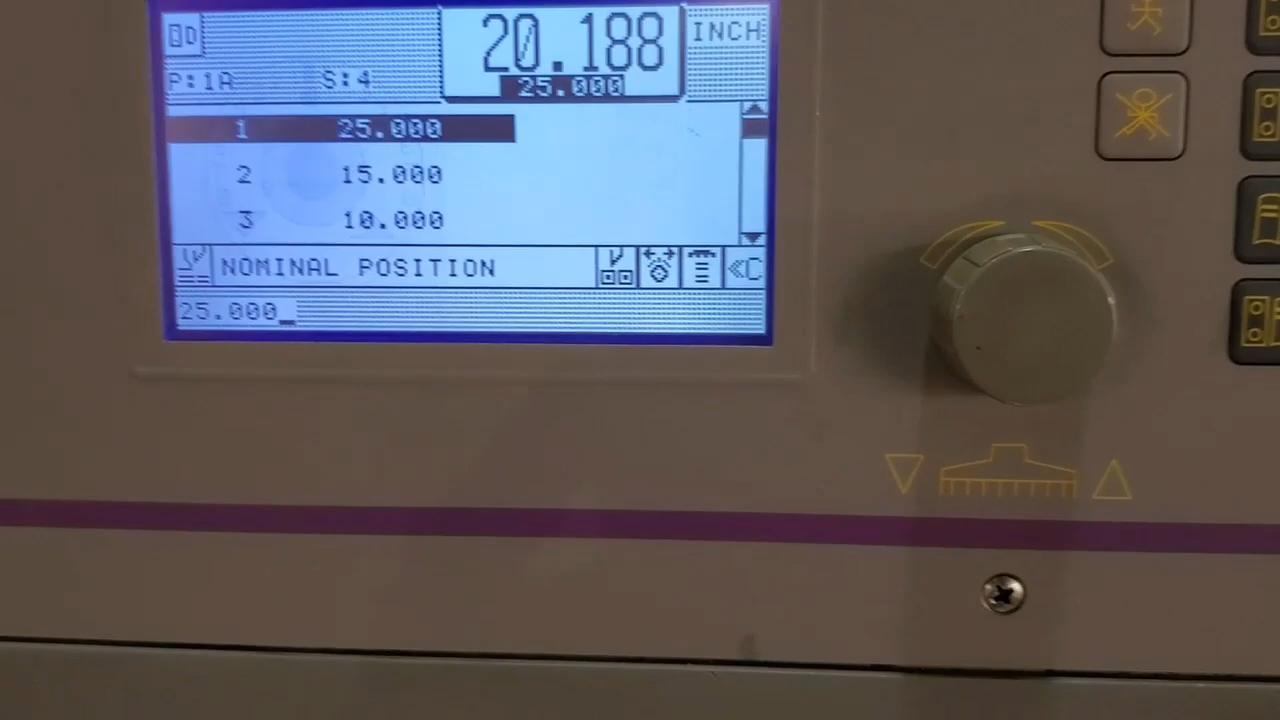 20.188 INCH
P:1A S:4 25.000
1 25.000
2 15.000
3 10.000
NOMINAL POSITION
25.000_